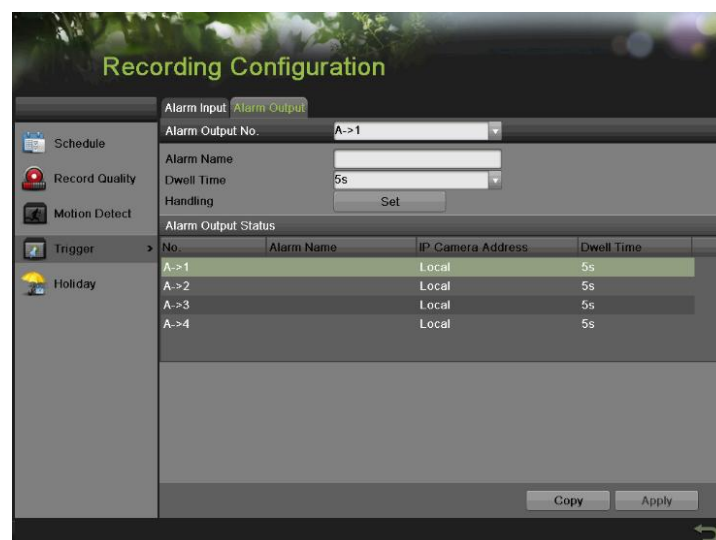 Recording Configuration
Alarm Input Alarm Output
Schedule
Record Quality
Motion Detect
Trigger >
Holiday
Alarm Output No. A->1
Alarm Name
Dwell Time 5s
Handling Set
Alarm Output Status
No. Alarm Name IP Camera Address Dwell Time
A->1 Local 5s
A->2 Local 5s
A->3 Local 5s
A->4 Local 5s
Copy Apply